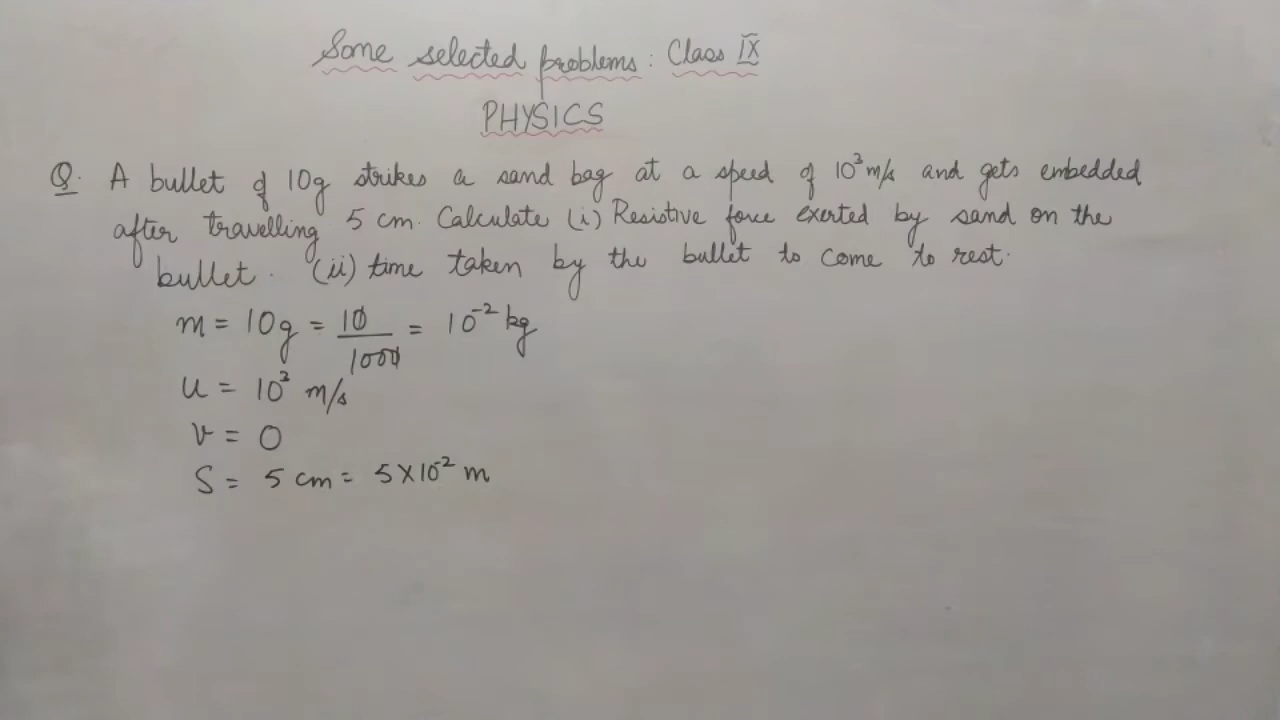 Some selected problems: Class IX
PHYSICS
Q. A bullet of 10g strikes a sand bag at a speed of 10³ m/s and gets embedded
after travelling 5 cm. Calculate (i) Resistive force exerted by sand on the
bullet. (ii) time taken by the bullet to come to rest.
m = 10g = 10/1000 = 10⁻² kg
u = 10³ m/s
v = 0
S = 5 cm = 5×10⁻² m